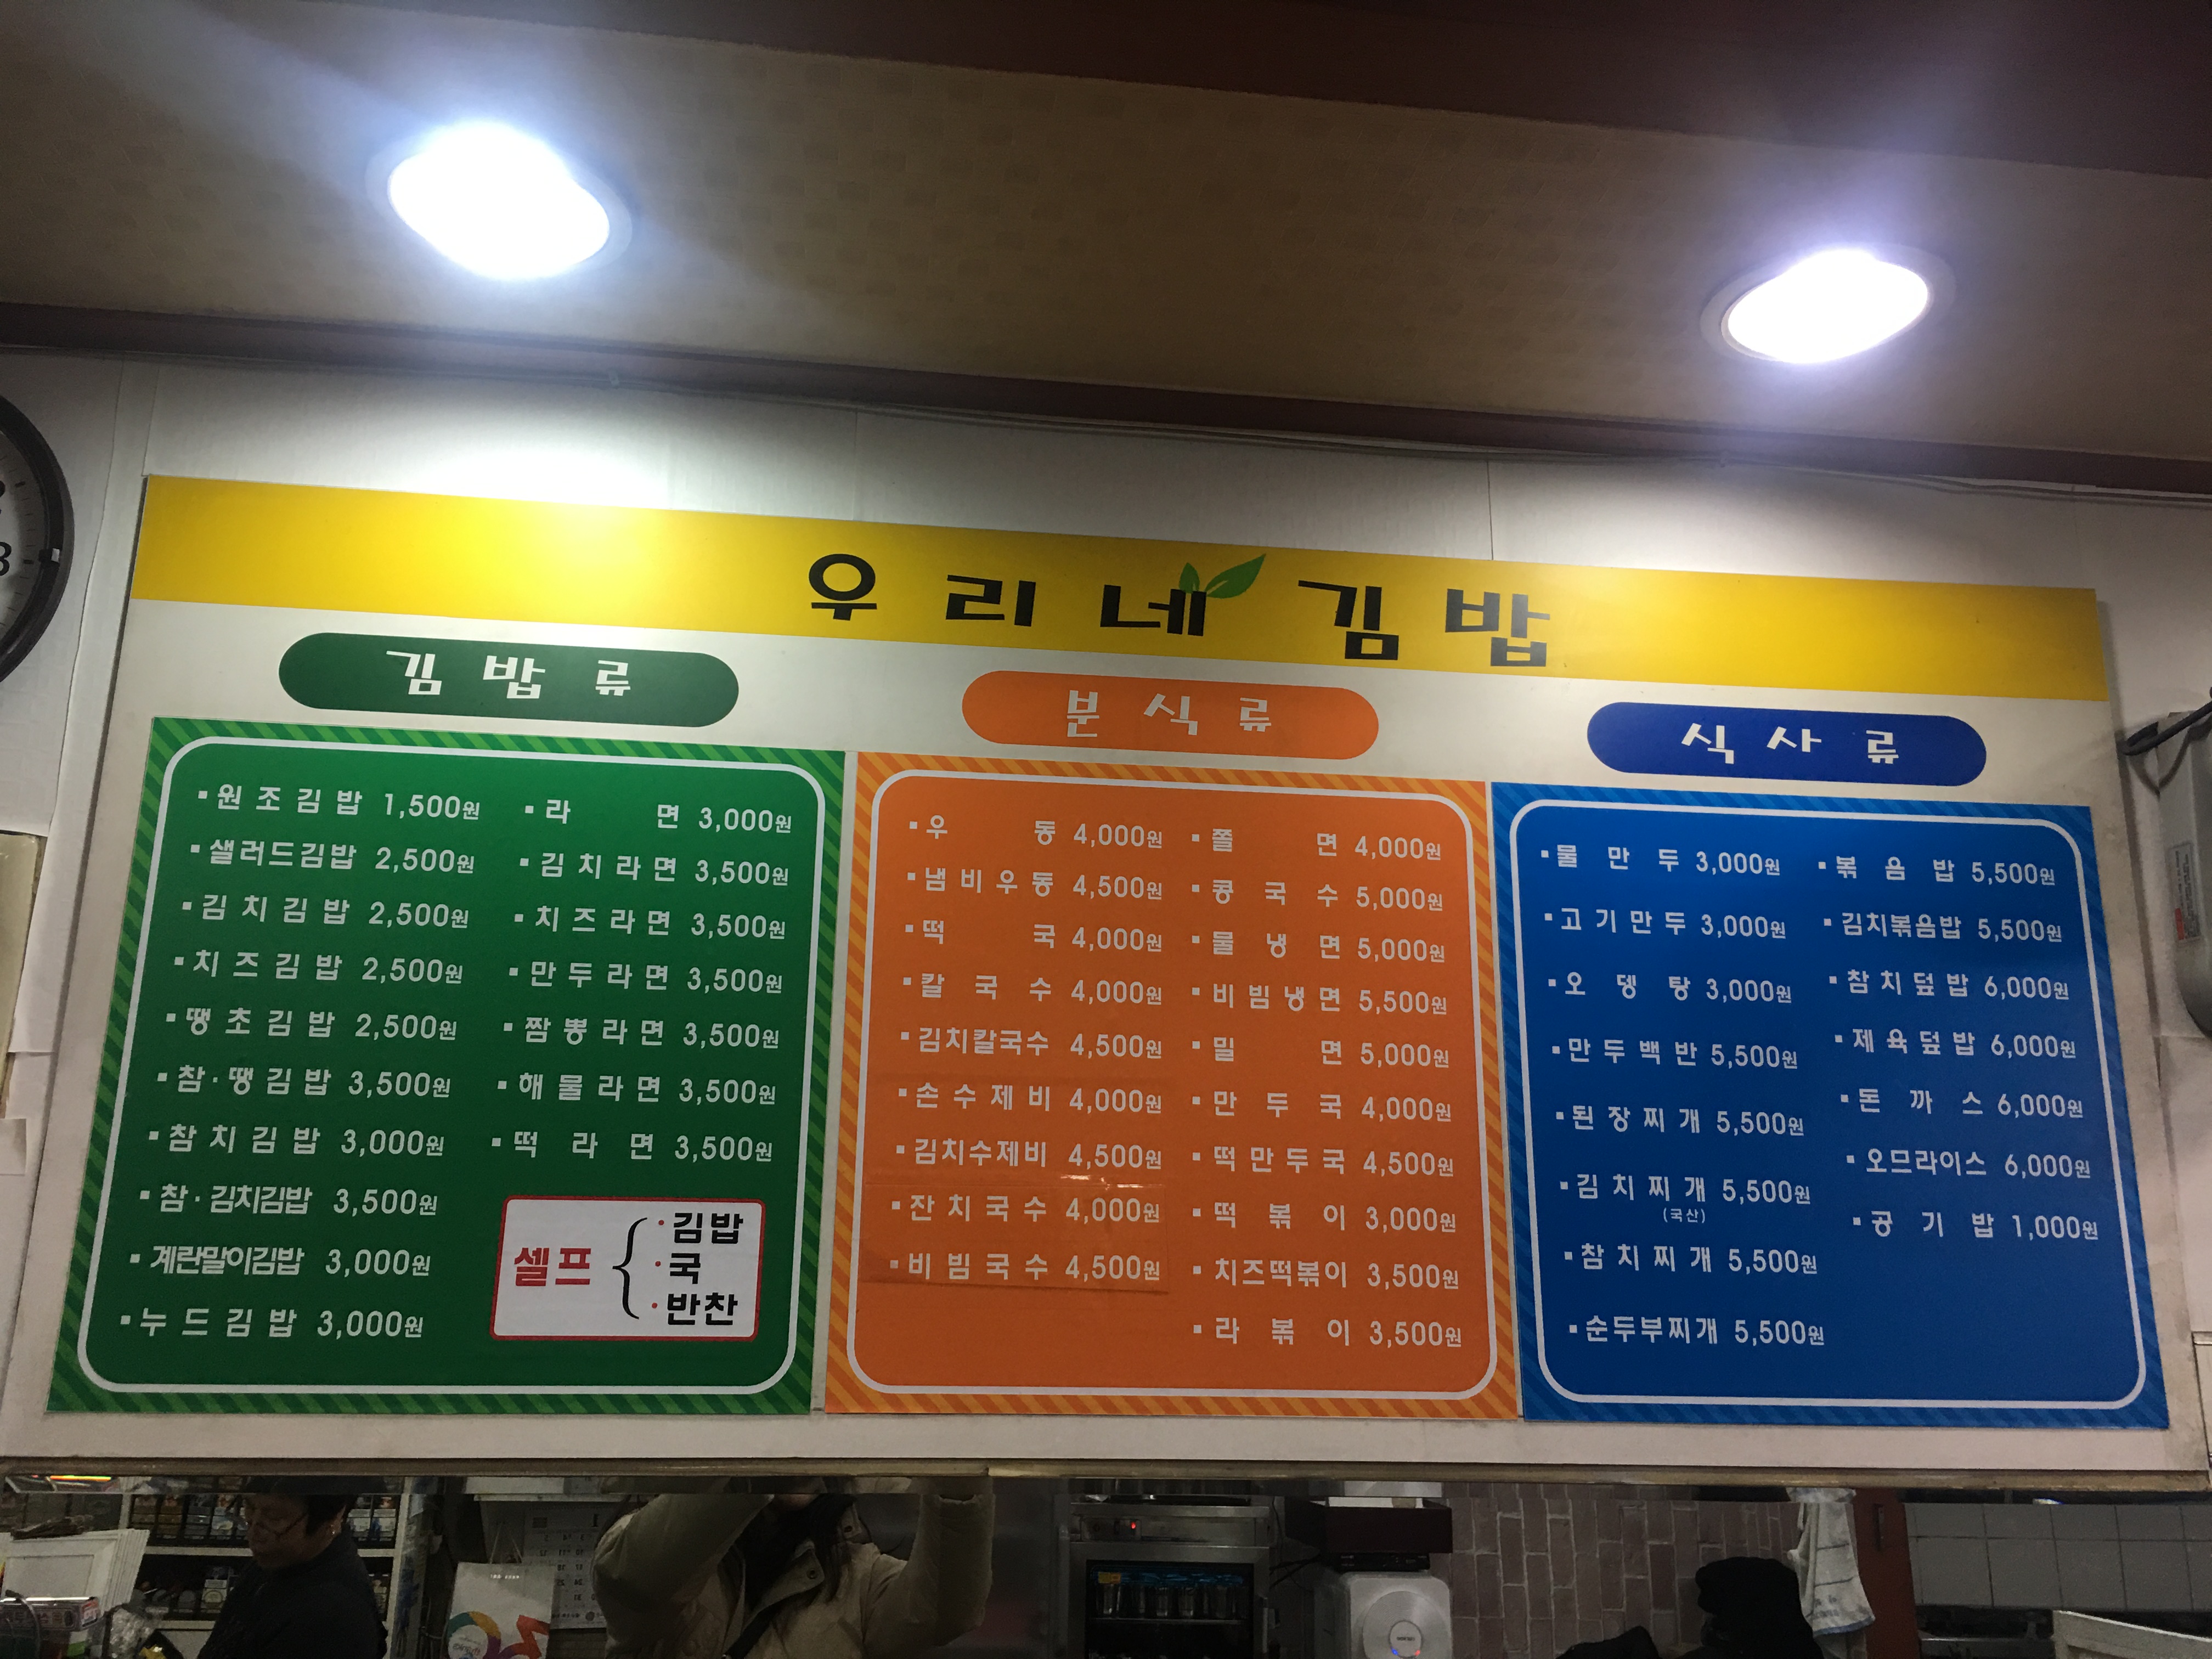 우리네 김밥
김밥류
원조김밥 1,500원
샐러드김밥 2,500원
김치김밥 2,500원
치즈김밥 2,500원
땡초김밥 2,500원
참·땡김밥 3,500원
참치김밥 3,000원
참·김치김밥 3,500원
계란말이김밥 3,000원
누드김밥 3,000원
라면 3,000원
김치라면 3,500원
치즈라면 3,500원
만두라면 3,500원
짬뽕라면 3,500원
해물라면 3,500원
떡라면 3,500원
셀프
김밥
국
반찬
분식류
우동 4,000원
냄비우동 4,500원
떡국 4,000원
칼국수 4,000원
김치칼국수 4,500원
손수제비 4,000원
김치수제비 4,500원
잔치국수 4,000원
비빔국수 4,500원
쫄면 4,000원
콩국수 5,000원
물냉면 5,000원
비빔냉면 5,500원
밀면 5,000원
만두국 4,000원
떡만두국 4,500원
떡볶이 3,000원
치즈떡볶이 3,500원
라볶이 3,500원
식사류
물만두 3,000원
고기만두 3,000원
오뎅탕 3,000원
만두백반 5,500원
된장찌개 5,500원
김치찌개 5,500원
(국산)
참치찌개 5,500원
순두부찌개 5,500원
볶음밥 5,500원
김치볶음밥 5,500원
참치덮밥 6,000원
제육덮밥 6,000원
돈까스 6,000원
오므라이스 6,000원
공기밥 1,000원